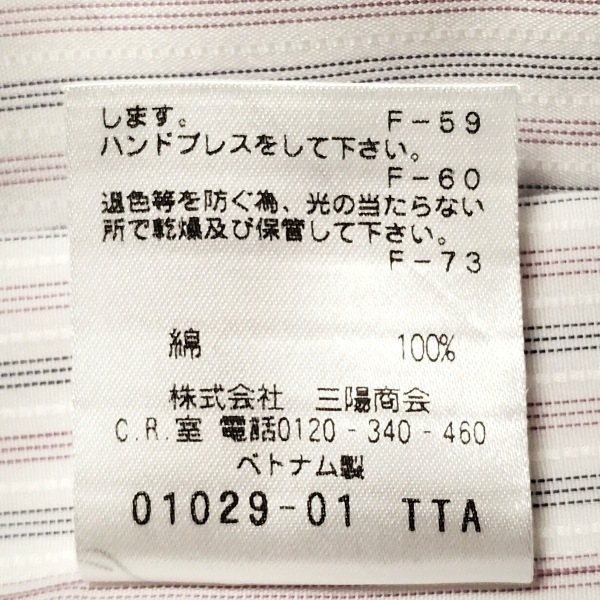 します。 F-59
ハンドプレスをして下さい。
F-60
退色等を防ぐ為、光の当たらない
所で乾燥及び保管して下さい。
F-73
綿 100%
株式会社 三陽商会
C.R.室 電話0120-340-460
ベトナム製
01029-01 TTA